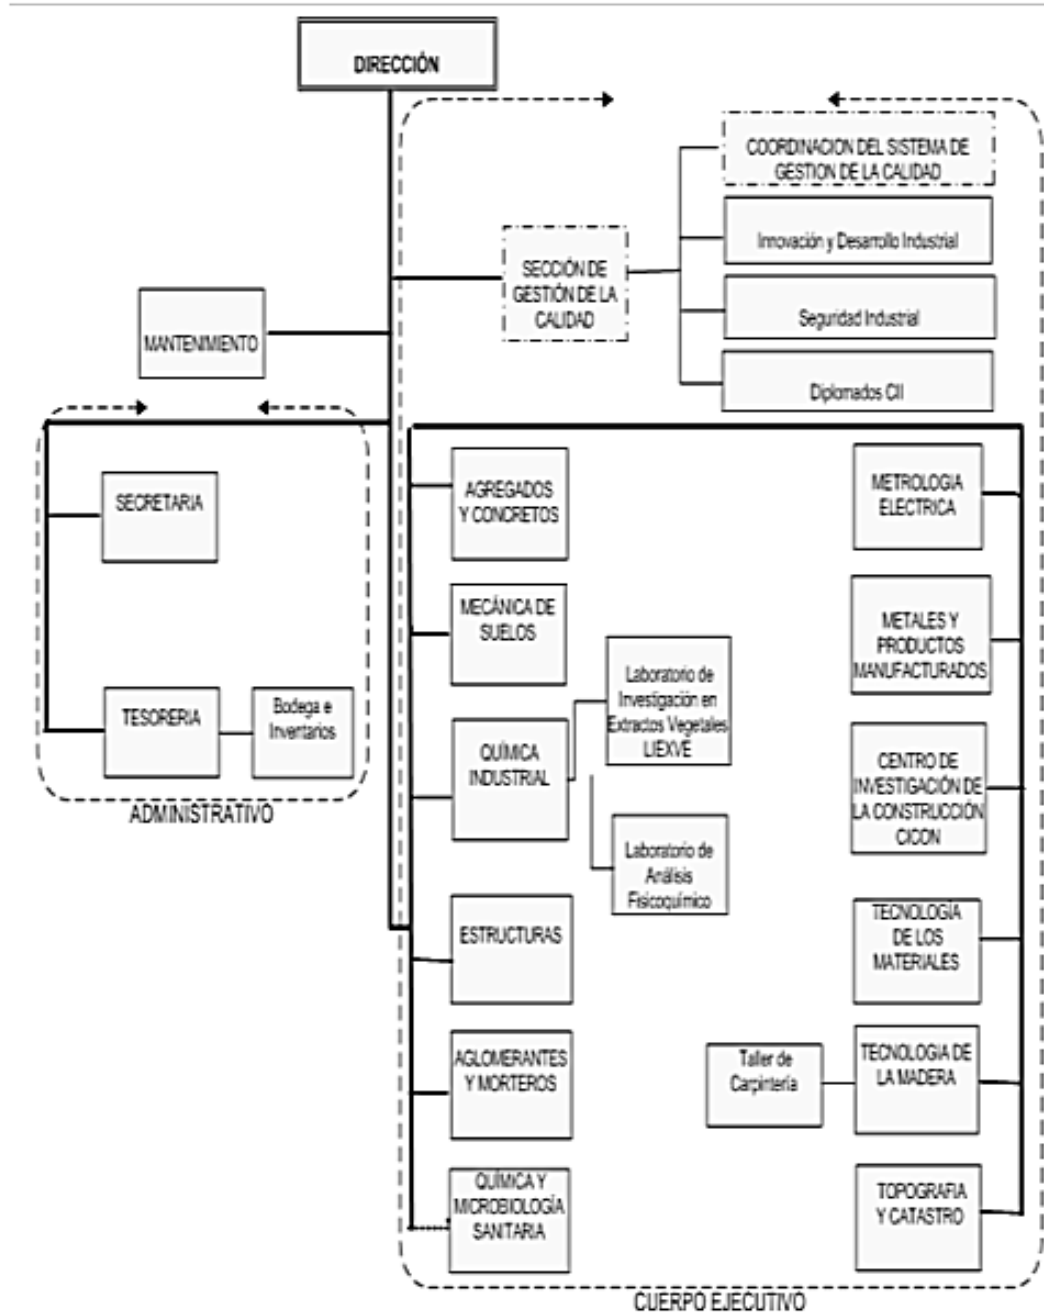 DIRECCIÓN
COORDINACION DEL SISTEMA DE
GESTION DE LA CALIDAD
Innovación y Desarrollo Industrial
SECCIÓN DE
GESTIÓN DE LA
CALIDAD
Seguridad Industrial
Diplomados CII
MANTENIMIENTO
SECRETARIA
TESORERIA
Bodega e
Inventarios
ADMINISTRATIVO
AGREGADOS
Y CONCRETOS
METROLOGIA
ELECTRICA
MECÁNICA DE
SUELOS
METALES Y
PRODUCTOS
MANUFACTURADOS
Laboratorio de
Investigación en
Extractos Vegetales
LIEXVE
QUÍMICA
INDUSTRIAL
CENTRO DE
INVESTIGACIÓN DE
LA CONSTRUCCIÓN
CICON
Laboratorio de
Análisis
Fisicoquímico
ESTRUCTURAS
TECNOLOGÍA
DE LOS
MATERIALES
AGLOMERANTES
Y MORTEROS
Taller de
Carpintería
TECNOLOGIA DE
LA MADERA
QUÍMICA Y
MICROBIOLOGÍA
SANITARIA
TOPOGRAFIA
Y CATASTRO
CUERPO EJECUTIVO